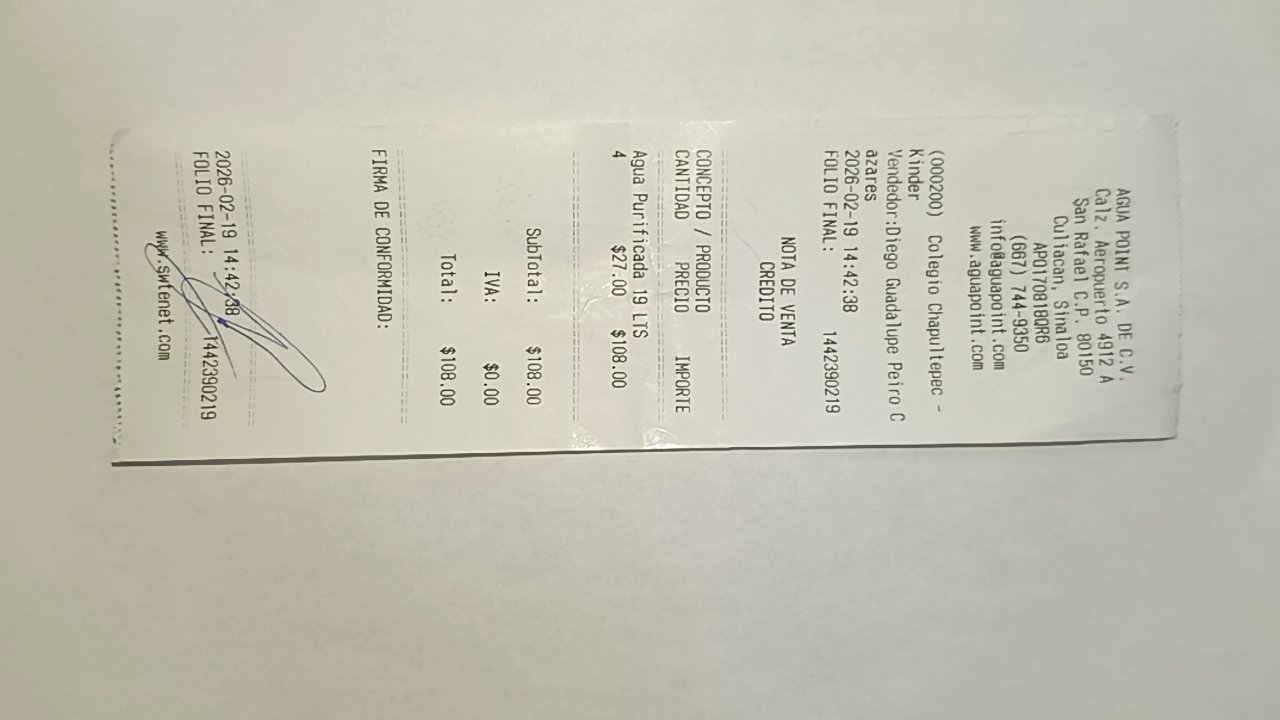 AGUA POINT S.A. DE C.V.
Calz. Aeropuerto 4912 A
San Rafael C.P. 80150
Culiacan, Sinaloa
APO170818QR6
(667) 744-9350
info@aguapoint.com
www.aguapoint.com
(000200) Colegio Chapultepec -
Kinder
Vendedor:Diego Guadalupe Peiro C
azares
2026-02-19 14:42:38
FOLIO FINAL: 1442390219
NOTA DE VENTA
CREDITO
CONCEPTO / PRODUCTO
CANTIDAD PRECIO IMPORTE
Agua Purificada 19 LTS
4 $27.00 $108.00
SubTotal: $108.00
IVA: $0.00
Total: $108.00
FIRMA DE CONFORMIDAD:
2026-02-19 14:42:38
FOLIO FINAL: 1442390219
www.swfenet.com